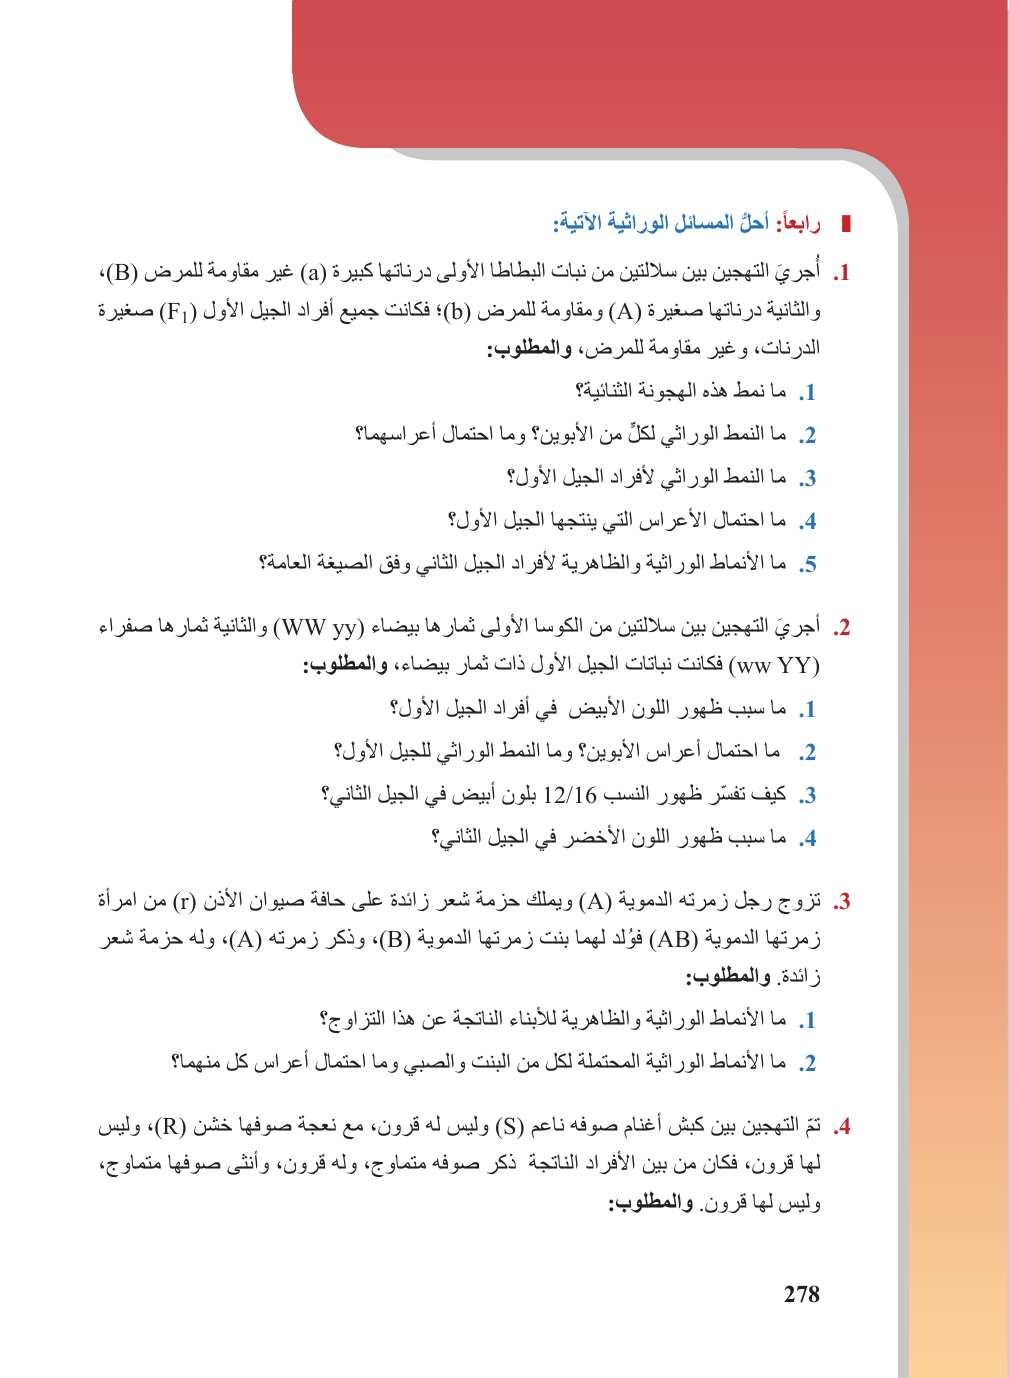 رابعاً: أحلُّ المسائل الوراثية الآتية:
1. أُجريَ التهجين بين سلالتين من نبات البطاطا الأولى درناتها كبيرة (a) غير مقاومة للمرض (B)،
والثانية درناتها صغيرة (A) ومقاومة للمرض (b)؛ فكانت جميع أفراد الجيل الأول (F1) صغيرة
الدرنات، وغير مقاومة للمرض، والمطلوب:
1. ما نمط هذه الهجونة الثنائية؟
2. ما النمط الوراثي لكلٍّ من الأبوين؟ وما احتمال أعراسهما؟
3. ما النمط الوراثي لأفراد الجيل الأول؟
4. ما احتمال الأعراس التي ينتجها الجيل الأول؟
5. ما الأنماط الوراثية والظاهرية لأفراد الجيل الثاني وفق الصيغة العامة؟
2. أجريَ التهجين بين سلالتين من الكوسا الأولى ثمارها بيضاء (WW yy) والثانية ثمارها صفراء
(ww YY) فكانت نباتات الجيل الأول ذات ثمار بيضاء، والمطلوب:
1. ما سبب ظهور اللون الأبيض في أفراد الجيل الأول؟
2. ما احتمال أعراس الأبوين؟ وما النمط الوراثي للجيل الأول؟
3. كيف تفسّر ظهور النسب 12/16 بلون أبيض في الجيل الثاني؟
4. ما سبب ظهور اللون الأخضر في الجيل الثاني؟
3. تزوج رجل زمرته الدموية (A) ويملك حزمة شعر زائدة على حافة صيوان الأذن (r) من امرأة
زمرتها الدموية (AB) فوُلد لهما بنت زمرتها الدموية (B)، وذكر زمرته (A)، وله حزمة شعر
زائدة. والمطلوب:
1. ما الأنماط الوراثية والظاهرية للأبناء الناتجة عن هذا التزاوج؟
2. ما الأنماط الوراثية المحتملة لكل من البنت والصبي وما احتمال أعراس كل منهما؟
4. تمّ التهجين بين كبش أغنام صوفه ناعم (S) وليس له قرون، مع نعجة صوفها خشن (R)، وليس
لها قرون، فكان من بين الأفراد الناتجة ذكر صوفه متماوج، وله قرون، وأنثى صوفها متماوج،
وليس لها قرون. والمطلوب:
278